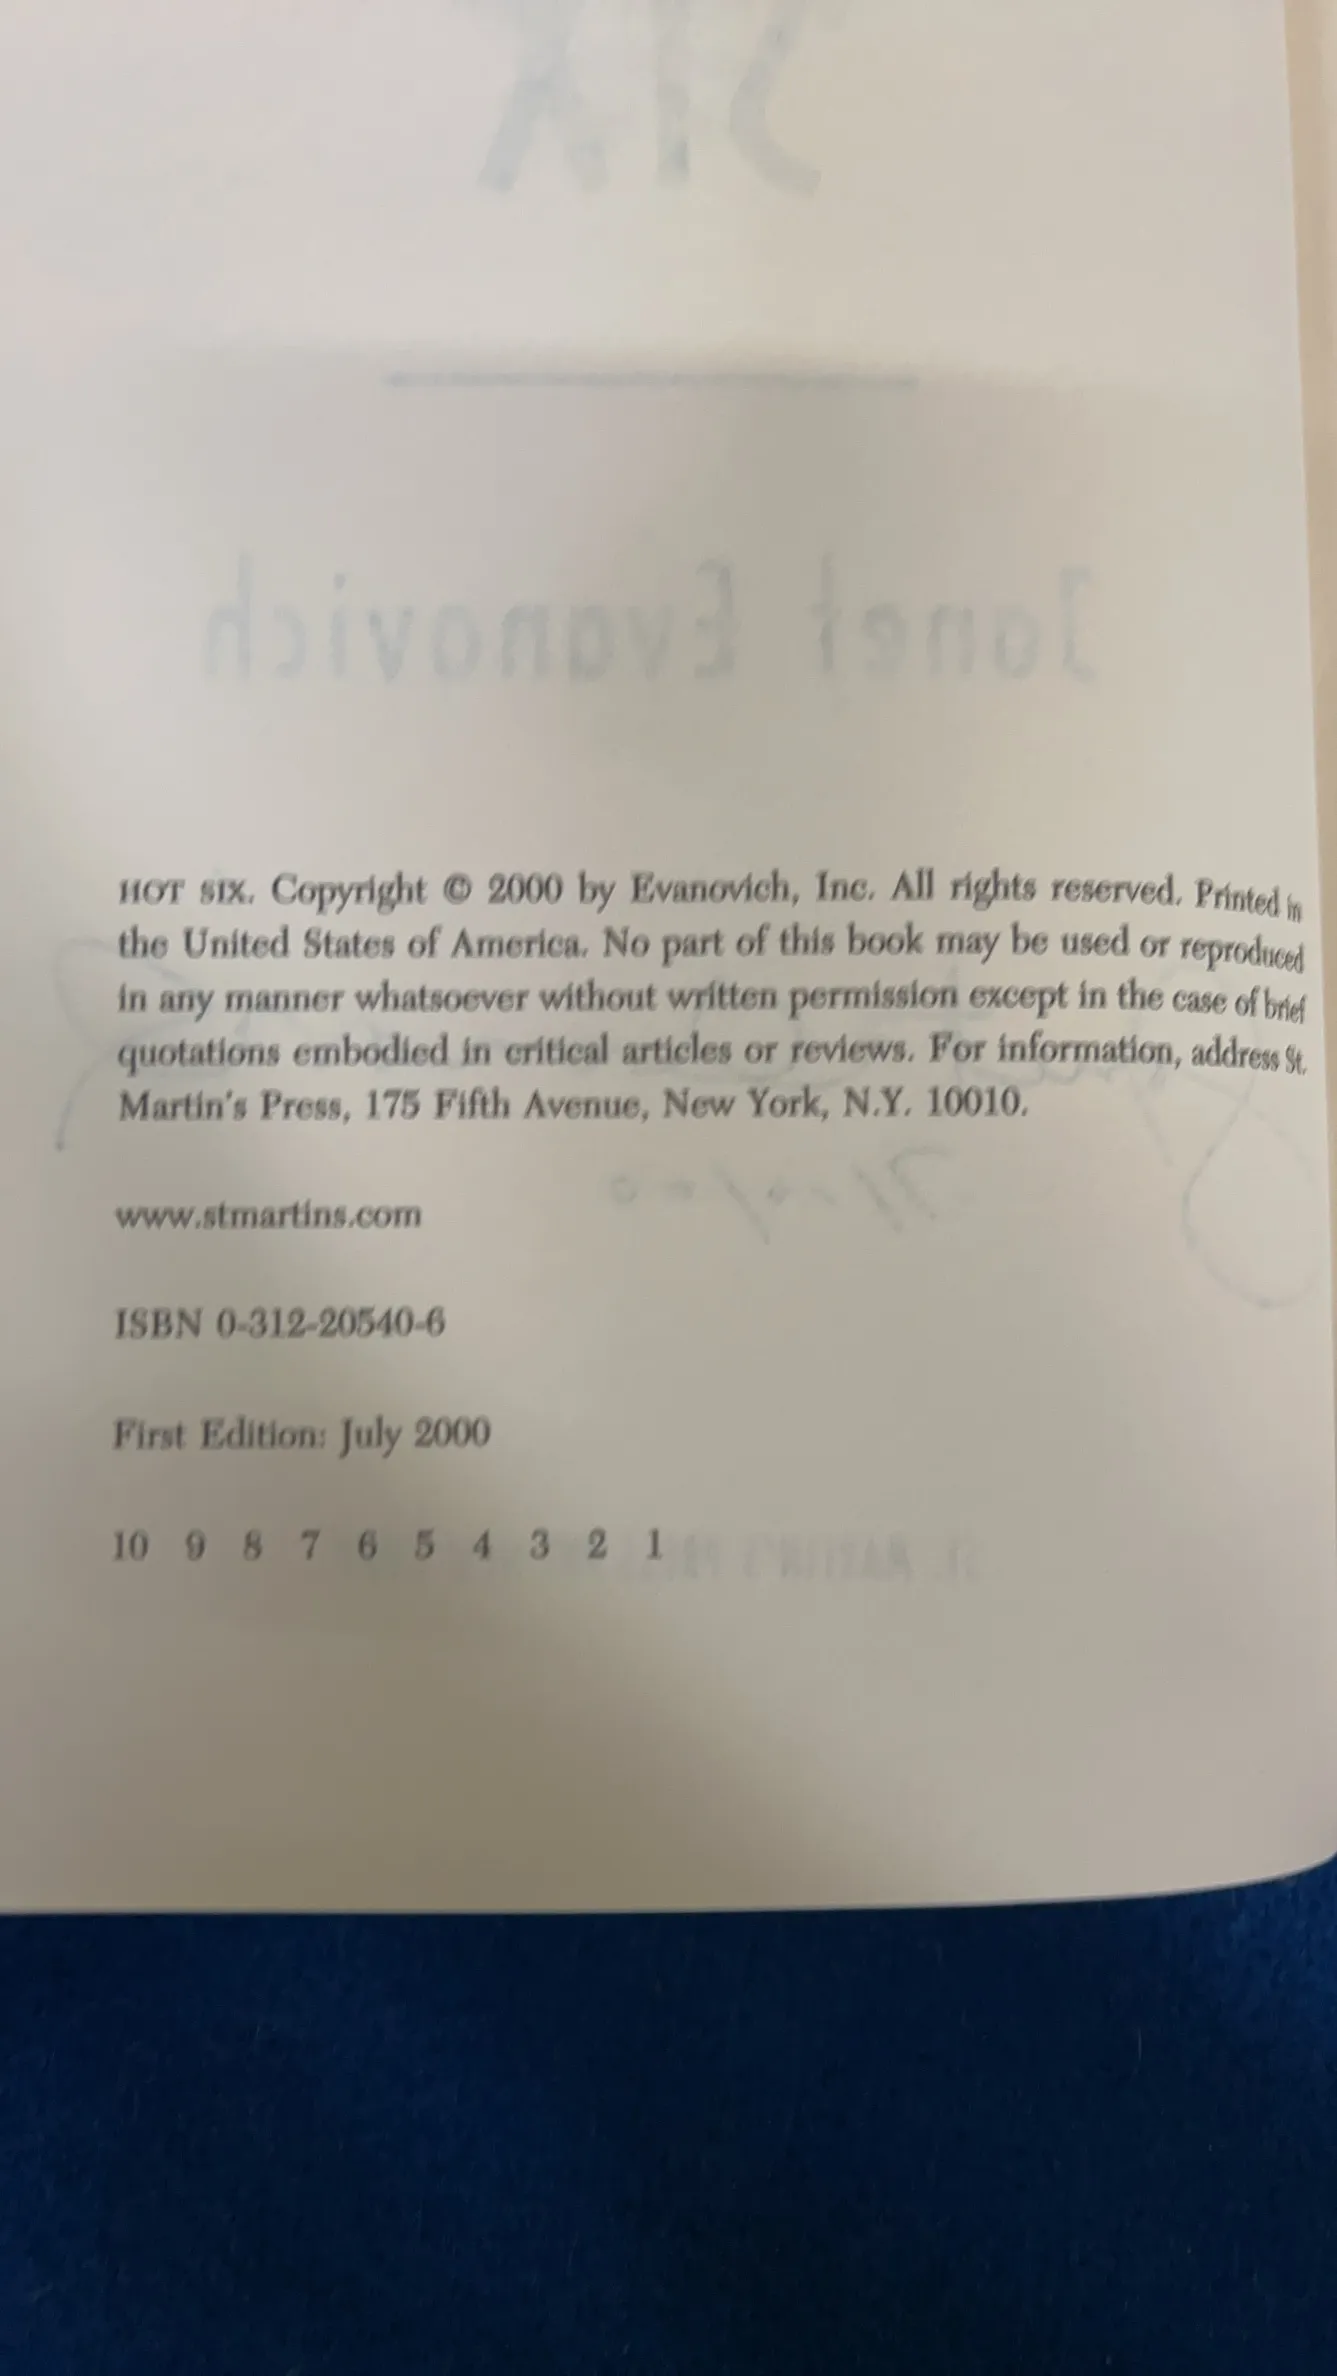 SIX
Janet Evanovich
HOT SIX. Copyright © 2000 by Evanovich, Inc. All rights reserved. Printed in
the United States of America. No part of this book may be used or reproduced
in any manner whatsoever without written permission except in the case of brief
quotations embodied in critical articles or reviews. For information, address St.
Martin's Press, 175 Fifth Avenue, New York, N.Y. 10010.
www.stmartins.com
ISBN 0-312-20540-6
First Edition: July 2000
10 9 8 7 6 5 4 3 2 1